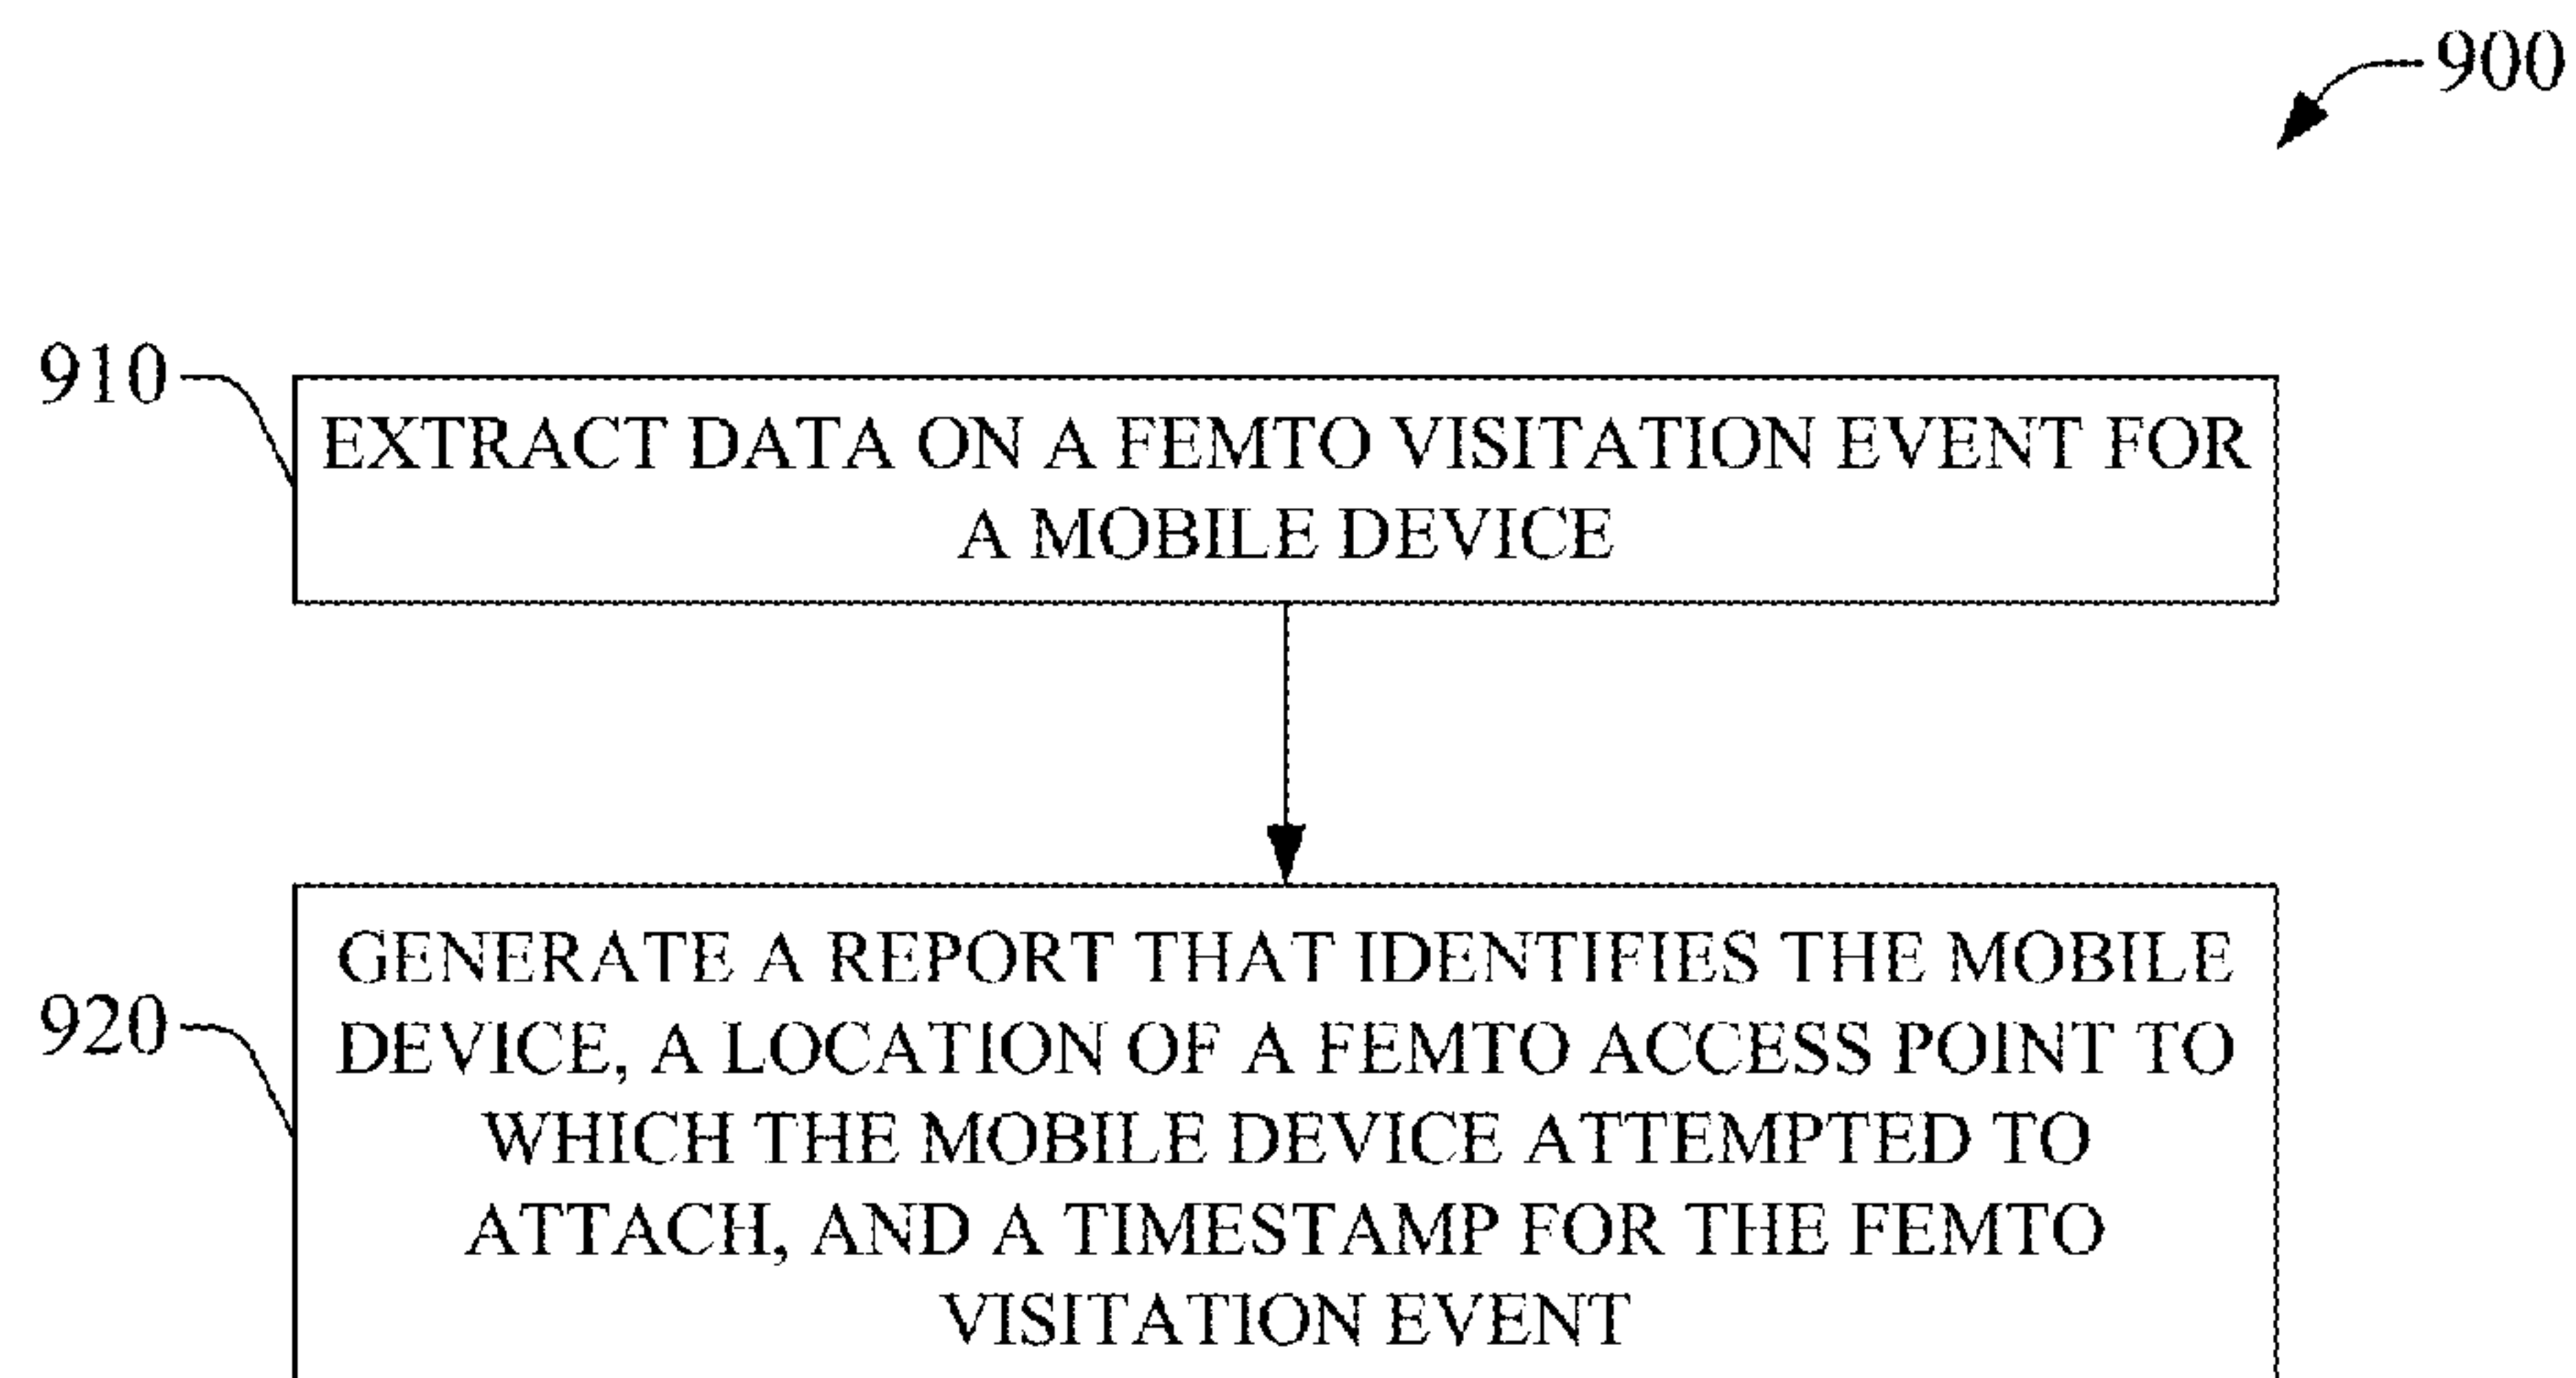 900
910
EXTRACT DATA ON A FEMTO VISITATION EVENT FOR
A MOBILE DEVICE
GENERATE A REPORT THAT IDENTIFIES THE MOBILE
920
DEVICE, A LOCATION OF A FEMTO ACCESS POINT TO
WHICH THE MOBILE DEVICE ATTEMPTED TO
ATTACH, AND A TIMESTAMP FOR THE FEMTO
VISITATION EVENT